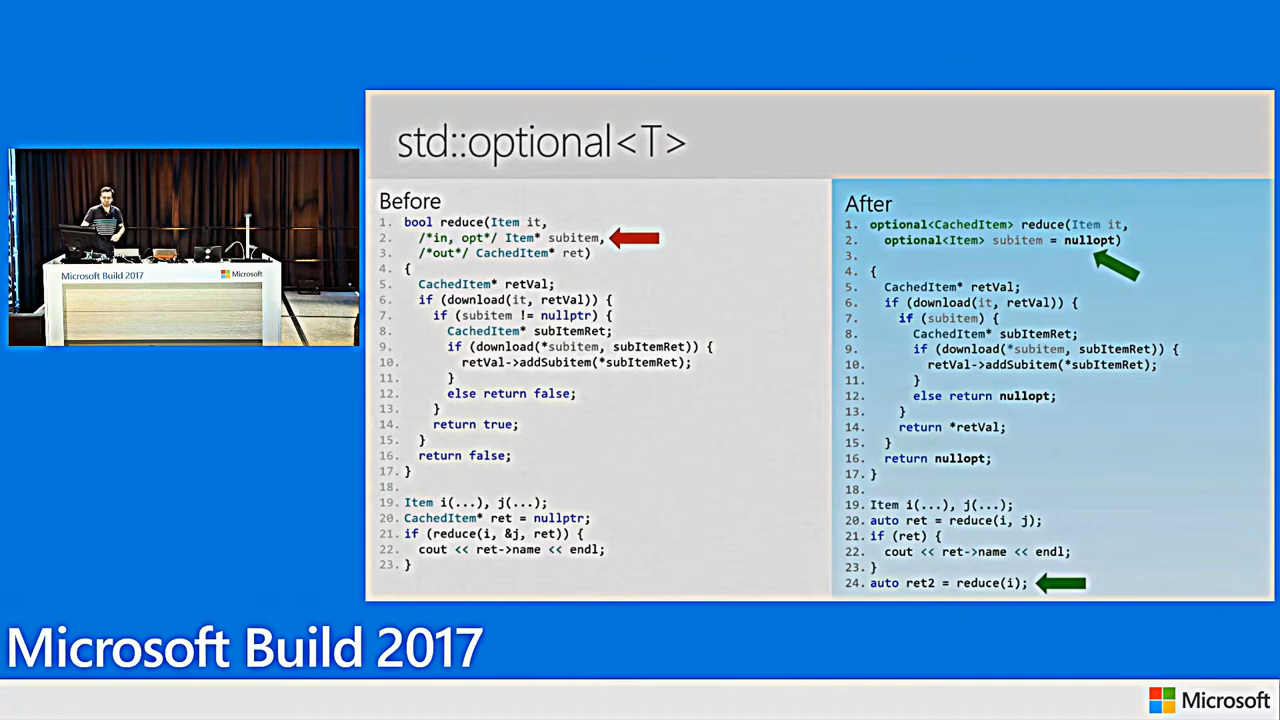 std::optional<T>
Before
1. bool reduce(Item it,
2. /*in, opt*/ Item* subitem,
3. /*out*/ CachedItem* ret)
4. {
5. CachedItem* retVal;
6. if (download(it, retVal)) {
7. if (subitem != nullptr) {
8. CachedItem* subItemRet;
9. if (download(*subitem, subItemRet)) {
10. retVal->addSubitem(*subItemRet);
11. }
12. else return false;
13. }
14. return true;
15. }
16. return false;
17. }
18.
19. Item i(...), j(...);
20. CachedItem* ret = nullptr;
21. if (reduce(i, &j, ret)) {
22. cout << ret->name << endl;
23. }
After
1. optional<CachedItem> reduce(Item it,
2. optional<Item> subitem = nullopt)
3.
4. {
5. CachedItem* retVal;
6. if (download(it, retVal)) {
7. if (subitem) {
8. CachedItem* subItemRet;
9. if (download(*subitem, subItemRet)) {
10. retVal->addSubitem(*subItemRet);
11. }
12. else return nullopt;
13. }
14. return *retVal;
15. }
16. return nullopt;
17. }
18.
19. Item i(...), j(...);
20. auto ret = reduce(i, j);
21. if (ret) {
22. cout << ret->name << endl;
23. }
24. auto ret2 = reduce(i);
Microsoft Build 2017
Microsoft
Microsoft Build 2017
Microsoft